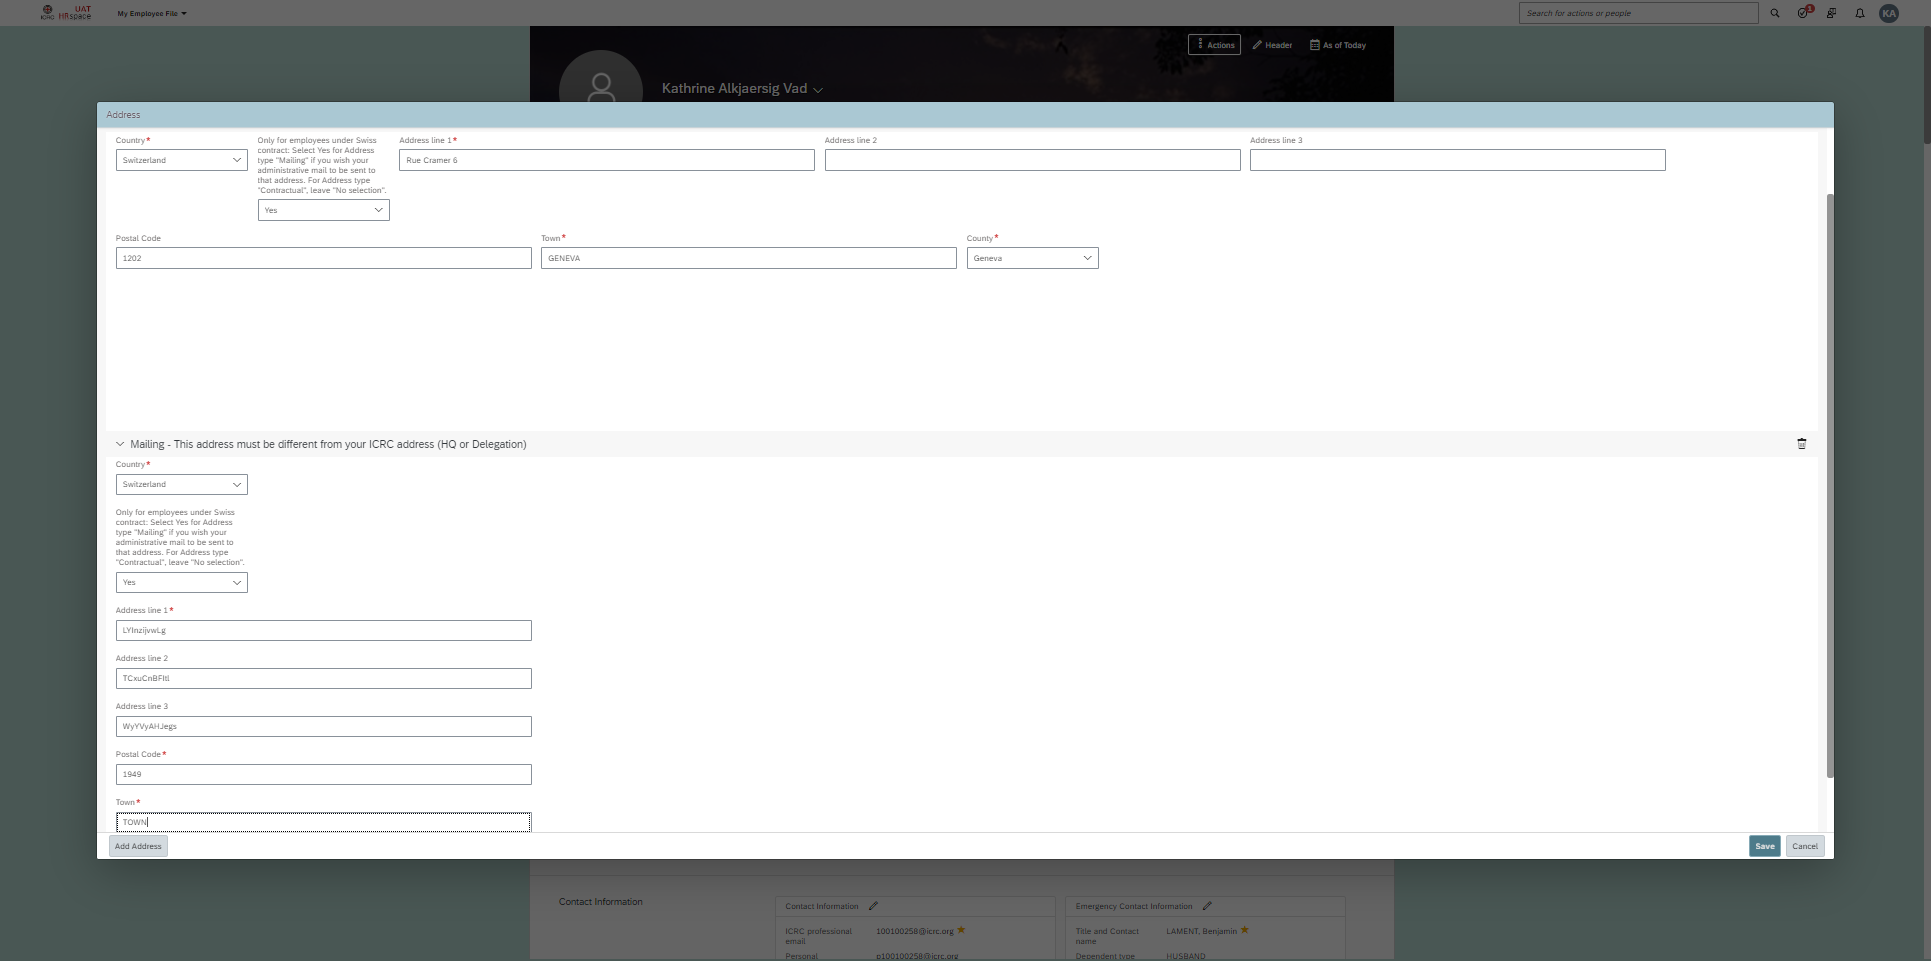 ICRC
UAT
HRspace
My Employee File
Search for actions or people
1
KA
Actions
Header
As of Today
Kathrine Alkjaersig Vad
Address
Country*
Only for employees under Swiss
contract: Select Yes for Address
type "Mailing" if you wish your
administrative mail to be sent to
that address. For Address type
"Contractual", leave "No selection".
Address line 1*
Address line 2
Address line 3
Switzerland
Rue Cramer 6
Yes
Postal Code
Town*
County*
1202
GENEVA
Geneva
Mailing - This address must be different from your ICRC address (HQ or Delegation)
Country*
Switzerland
Only for employees under Swiss
contract: Select Yes for Address
type "Mailing" if you wish your
administrative mail to be sent to
that address. For Address type
"Contractual", leave "No selection".
Yes
Address line 1*
Address line 2
Address line 3
WyYVyAHJegs
Postal Code*
1949
Town*
TOWN
Add Address
Save
Cancel
Contact Information
Contact Information
Emergency Contact Information
ICRC professional
email
100100258@icrc.org
Title and Contact
name
LAMENT, Benjamin
Personal
p100100258@icrc.org
Dependent type
HUSBAND